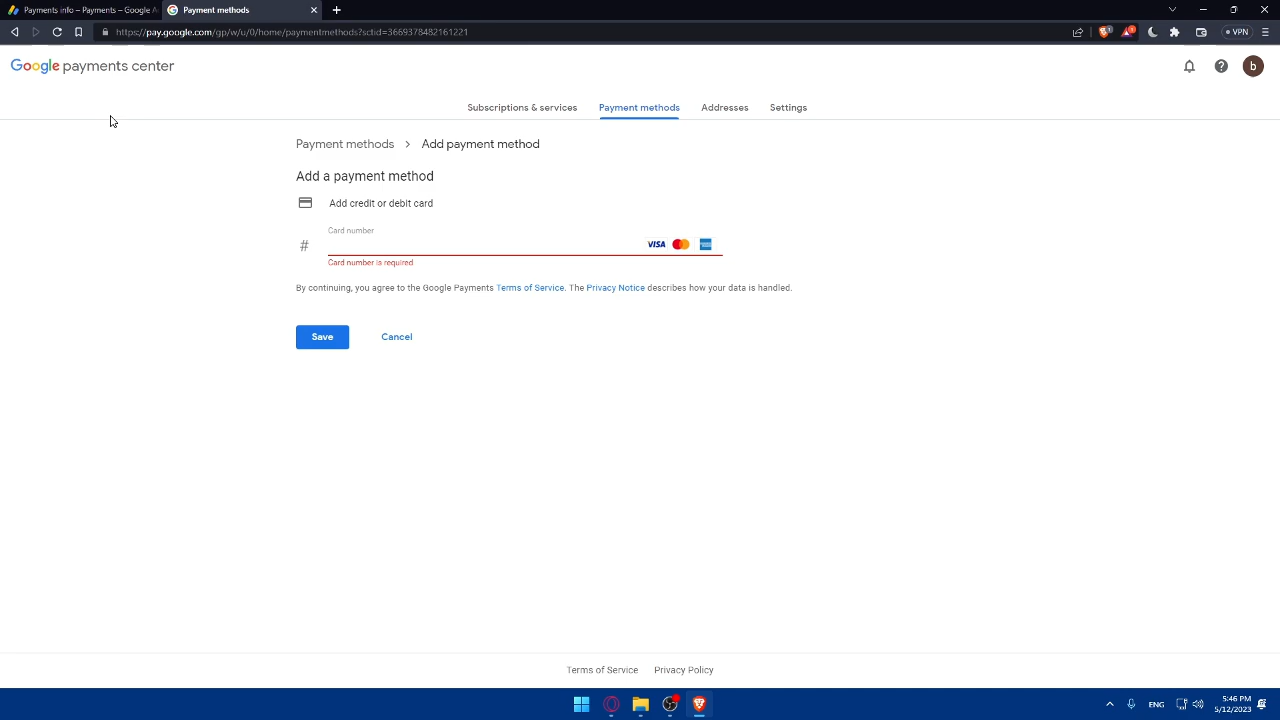 Payments info – Payments – Google A
Payment methods
https://pay.google.com/gp/w/u/0/home/paymentmethods?sctid=3669378482161221
1
1
VPN
Google payments center
b
Subscriptions & services
Payment methods
Addresses
Settings
Payment methods > Add payment method
Add a payment method
Add credit or debit card
Card number
#
VISA
Card number is required
By continuing, you agree to the Google Payments Terms of Service. The Privacy Notice describes how your data is handled.
Save
Cancel
Terms of Service
Privacy Policy
ENG
5:46 PM
5/12/2023